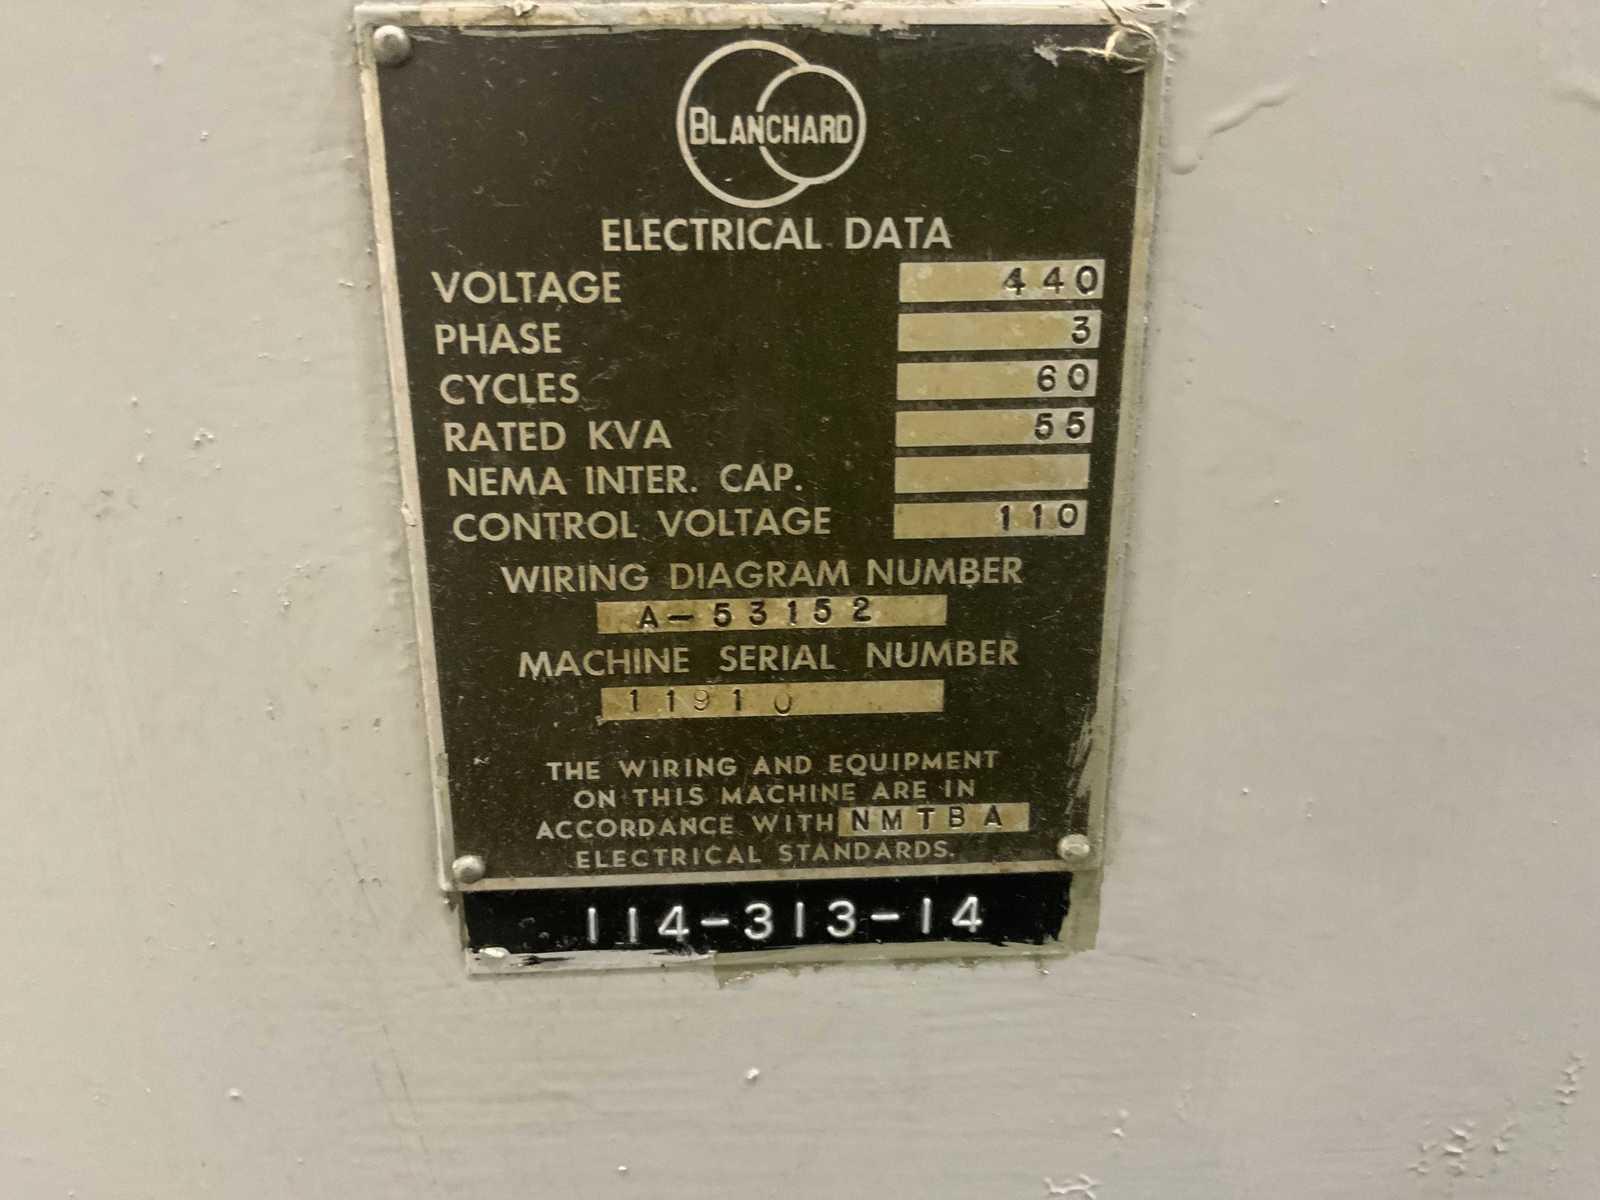 BLANCHARD
ELECTRICAL DATA
VOLTAGE 440
PHASE 3
CYCLES 60
RATED KVA 55
NEMA INTER. CAP.
CONTROL VOLTAGE 110
WIRING DIAGRAM NUMBER
A-53152
MACHINE SERIAL NUMBER
11910
THE WIRING AND EQUIPMENT
ON THIS MACHINE ARE IN
ACCORDANCE WITH NMTBA
ELECTRICAL STANDARDS.
114-313-14